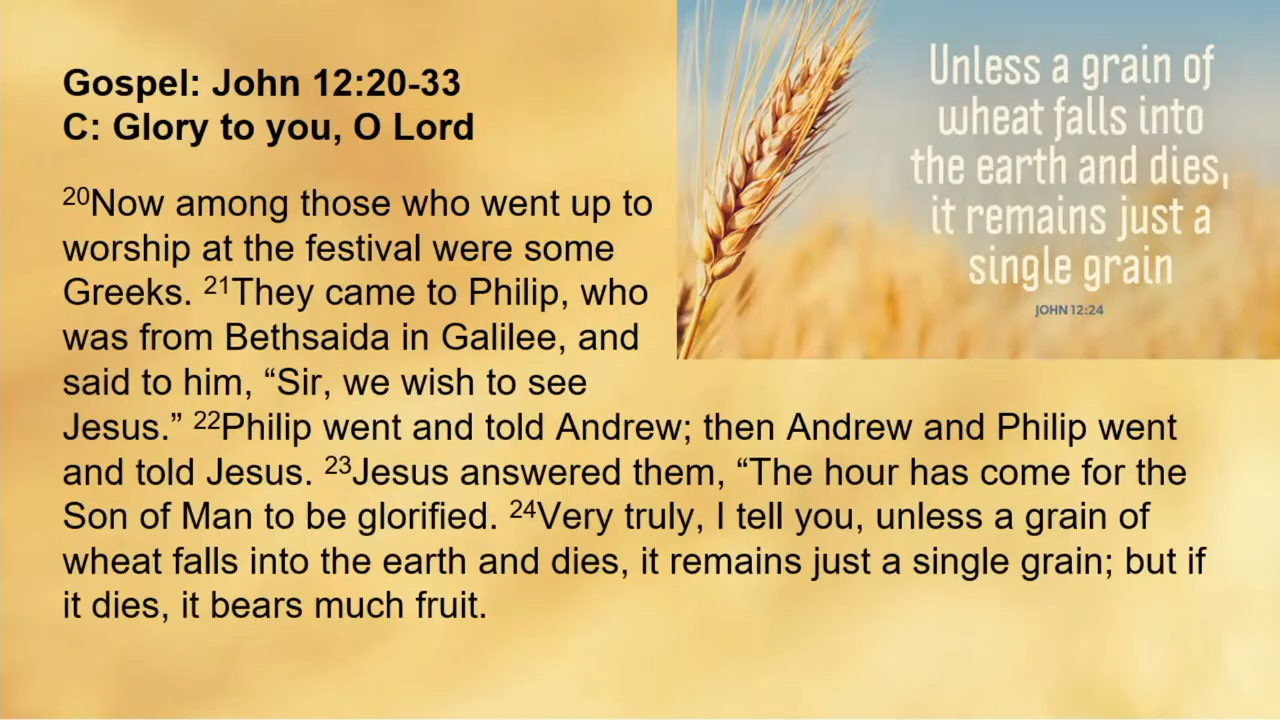 Gospel: John 12:20-33
C: Glory to you, O Lord
20Now among those who went up to
worship at the festival were some
Greeks. 21They came to Philip, who
was from Bethsaida in Galilee, and
said to him, “Sir, we wish to see
Jesus.” 22Philip went and told Andrew; then Andrew and Philip went
and told Jesus. 23Jesus answered them, “The hour has come for the
Son of Man to be glorified. 24Very truly, I tell you, unless a grain of
wheat falls into the earth and dies, it remains just a single grain; but if
it dies, it bears much fruit.
Unless a grain of
wheat falls into
the earth and dies,
it remains just a
single grain
JOHN 12:24